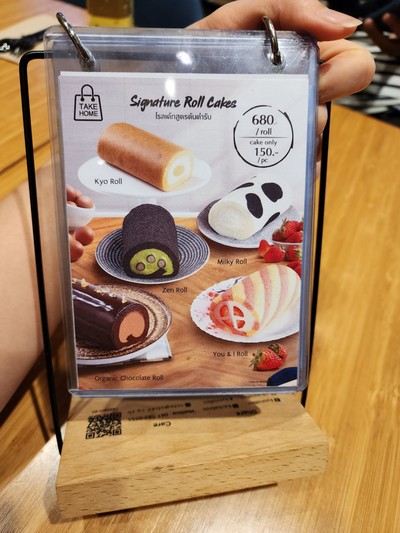 TAKE
HOME
Signature Roll Cakes
โรลเค้กสูตรต้นตำรับ
680.-
/ roll
cake only
150.-
/ pc
Kyo Roll
Milky Roll
Zen Roll
You & I Roll
Organic Chocolate Roll
Care